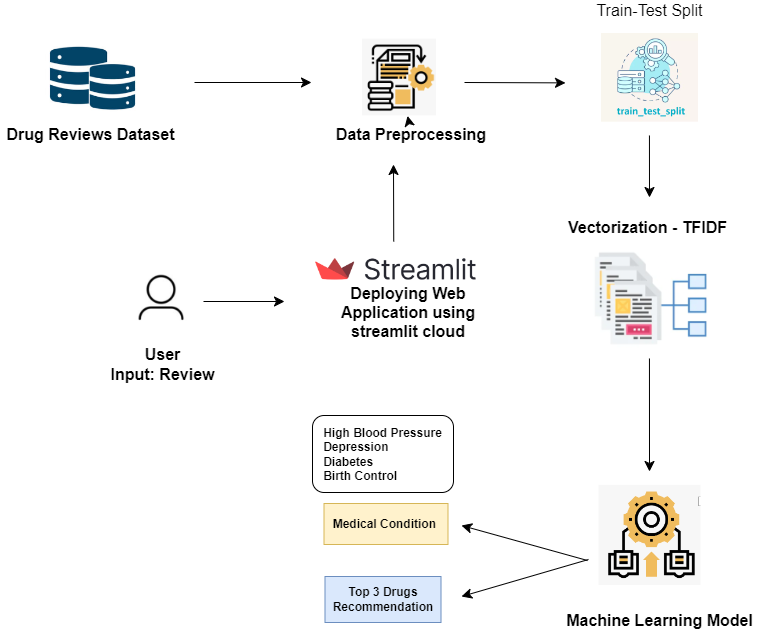 Train-Test Split
train_test_split
Drug Reviews Dataset
Data Preprocessing
Vectorization - TFIDF
Streamlit
Deploying Web
Application using
streamlit cloud
User
Input: Review
High Blood Pressure
Depression
Diabetes
Birth Control
Medical Condition
Top 3 Drugs
Recommendation
Machine Learning Model